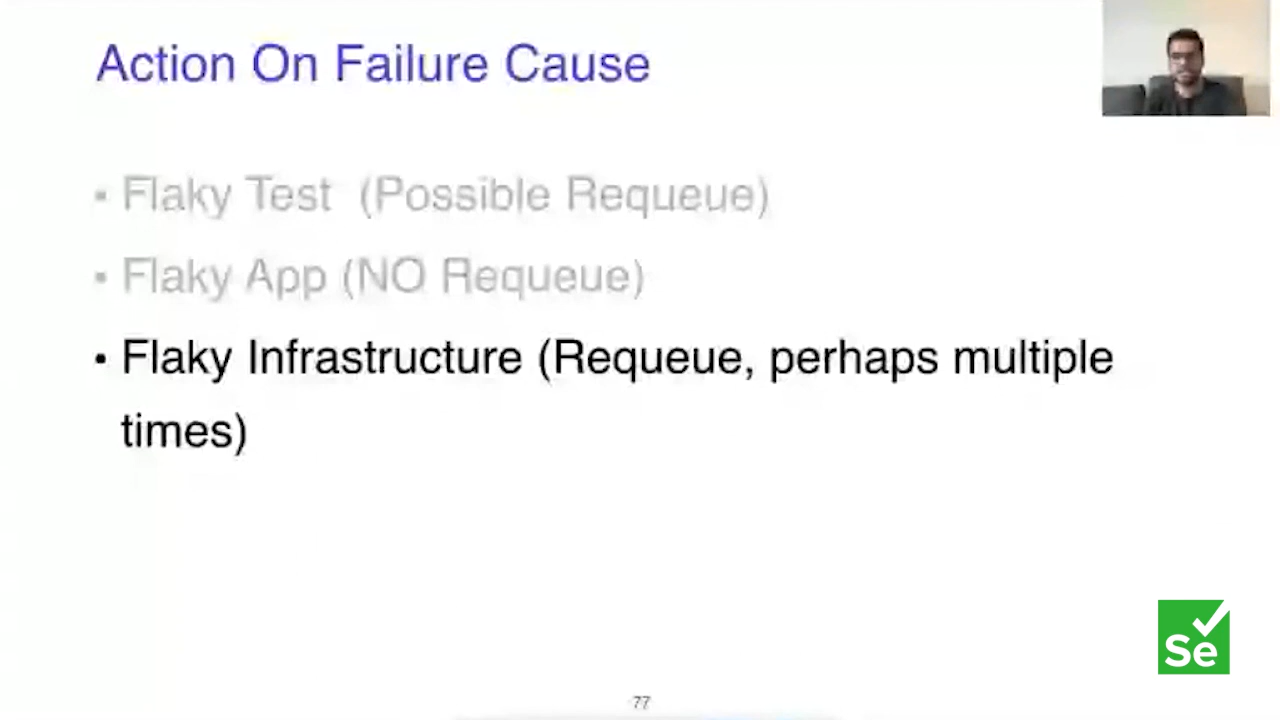 Action On Failure Cause
• Flaky Test (Possible Requeue)
• Flaky App (NO Requeue)
• Flaky Infrastructure (Requeue, perhaps multiple
times)
Se
77